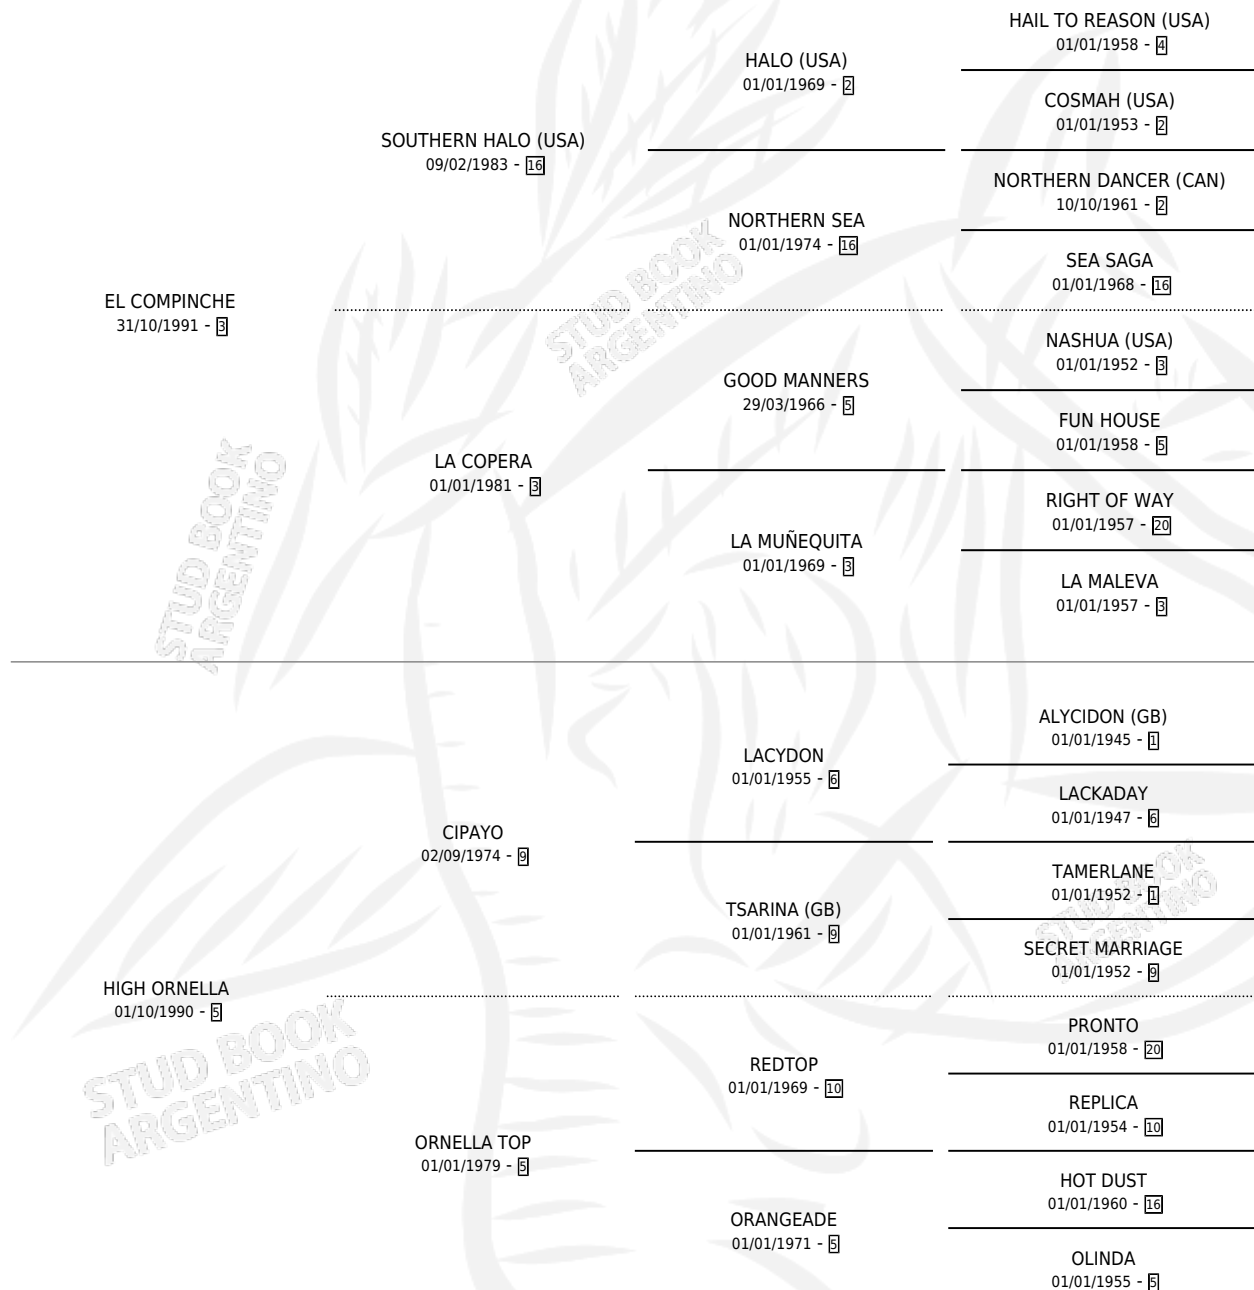 HAIL TO REASON (USA)
01/01/1958 - 4
HALO (USA)
01/01/1969 - 2
COSMAH (USA)
01/01/1953 - 2
SOUTHERN HALO (USA)
09/02/1983 - 16
NORTHERN DANCER (CAN)
10/10/1961 - 2
NORTHERN SEA
01/01/1974 - 16
SEA SAGA
01/01/1968 - 16
EL COMPINCHE
31/10/1991 - 3
NASHUA (USA)
01/01/1952 - 3
GOOD MANNERS
29/03/1966 - 5
FUN HOUSE
01/01/1958 - 5
LA COPERA
01/01/1981 - 3
RIGHT OF WAY
01/01/1957 - 20
LA MUÑEQUITA
01/01/1969 - 3
LA MALEVA
01/01/1957 - 3
ALYCIDON (GB)
01/01/1945 - 1
LACYDON
01/01/1955 - 6
LACKADAY
01/01/1947 - 6
CIPAYO
02/09/1974 - 9
TAMERLANE
01/01/1952 - 1
TSARINA (GB)
01/01/1961 - 9
SECRET MARRIAGE
01/01/1952 - 9
HIGH ORNELLA
01/10/1990 - 5
PRONTO
01/01/1958 - 20
REDTOP
01/01/1969 - 10
REPLICA
01/01/1954 - 10
ORNELLA TOP
01/01/1979 - 5
HOT DUST
01/01/1960 - 16
ORANGEADE
01/01/1971 - 5
OLINDA
01/01/1955 - 5
STUD BOOK
ARGENTINO
STUD BOOK
ARGENTINO
STUD BOOK
ARGENTINO
STUD BOOK
ARGENTINO